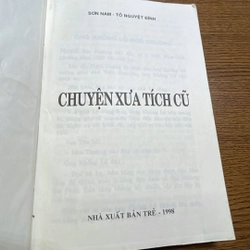 SƠN NAM - TÔ NGUYỆT ĐÌNH
CHUYỆN XƯA TÍCH CŨ
NHÀ XUẤT BẢN TRẺ - 1998